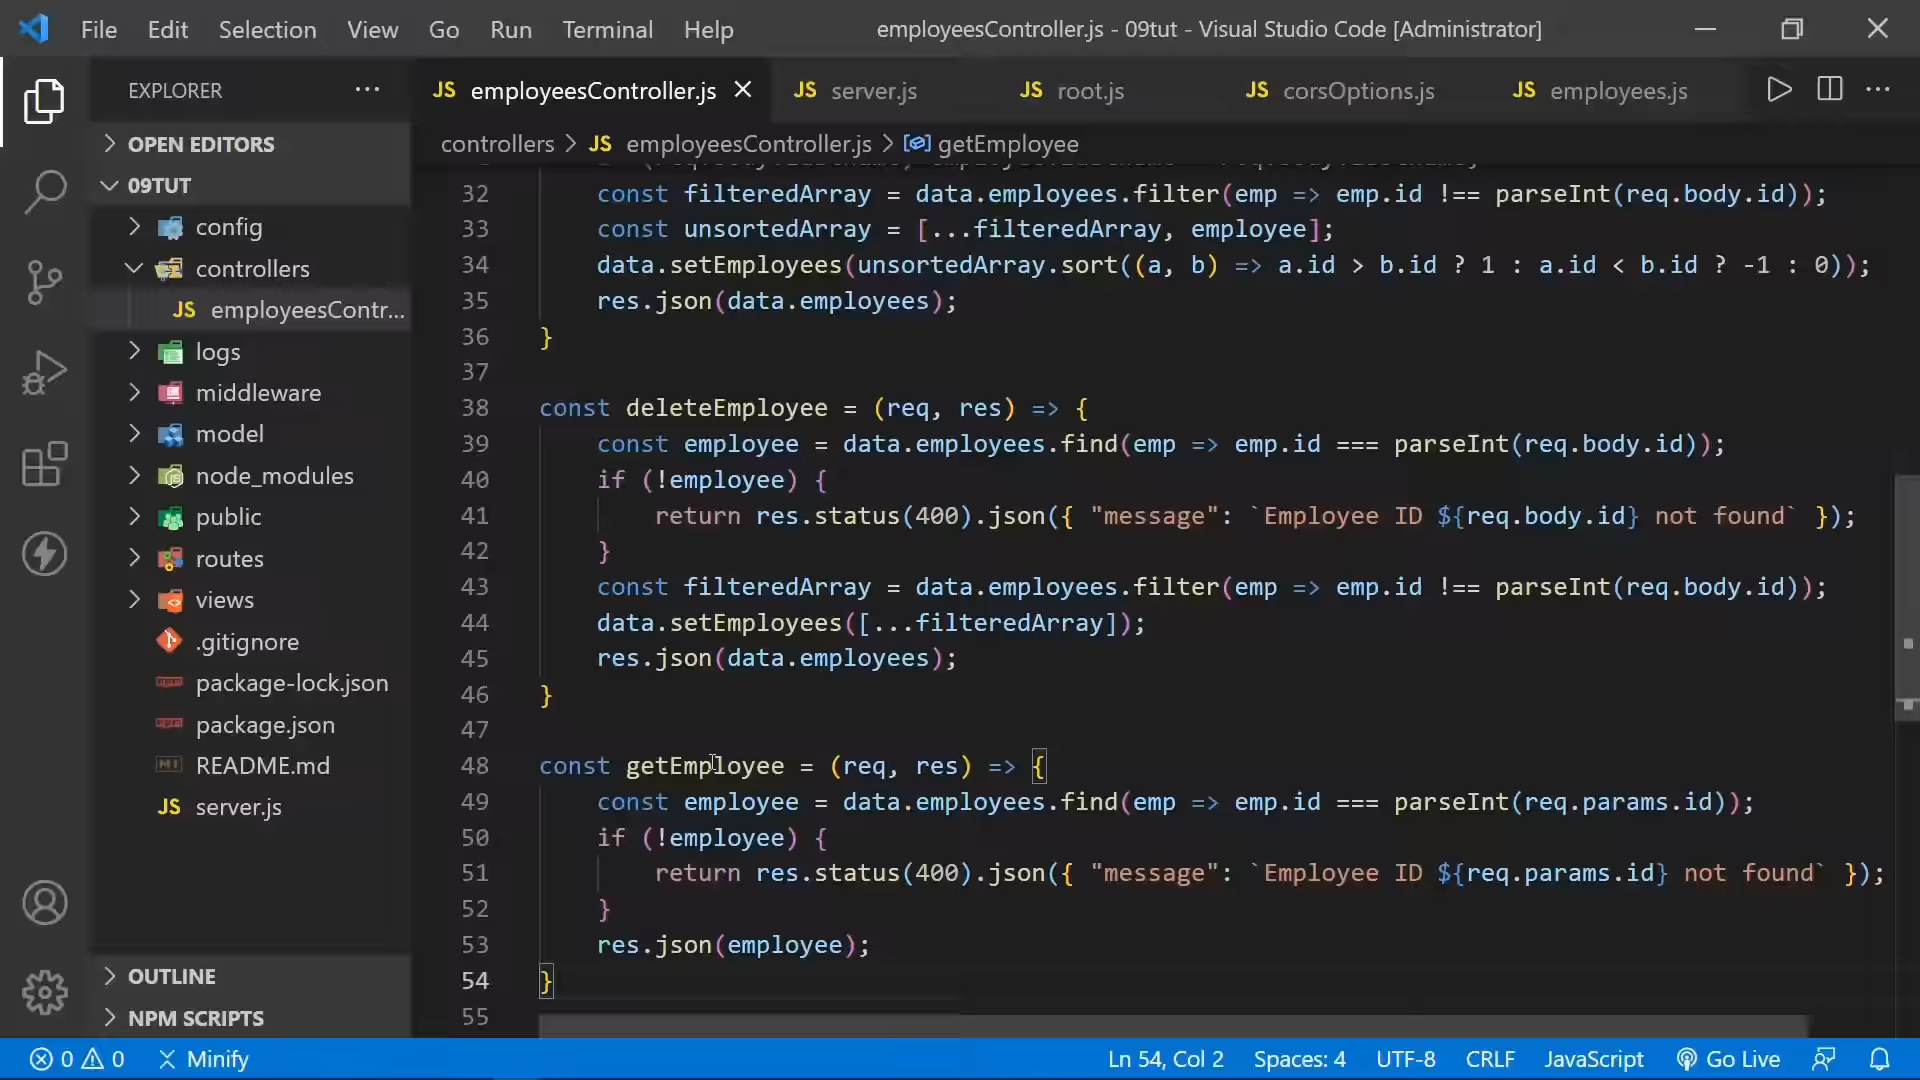 File Edit Selection View Go Run Terminal Help
employeesController.js - 09tut - Visual Studio Code [Administrator]
EXPLORER
OPEN EDITORS
09TUT
config
controllers
JS employeesContr...
logs
middleware
model
node_modules
public
routes
views
.gitignore
package-lock.json
package.json
README.md
JS server.js
OUTLINE
NPM SCRIPTS
JS employeesController.js
JS server.js
JS root.js
JS corsOptions.js
JS employees.js
controllers > JS employeesController.js > getEmployee
32 const filteredArray = data.employees.filter(emp => emp.id !== parseInt(req.body.id));
33 const unsortedArray = [...filteredArray, employee];
34 data.setEmployees(unsortedArray.sort((a, b) => a.id > b.id ? 1 : a.id < b.id ? -1 : 0));
35 res.json(data.employees);
36 }
37
38 const deleteEmployee = (req, res) => {
39 const employee = data.employees.find(emp => emp.id === parseInt(req.body.id));
40 if (!employee) {
41 return res.status(400).json({ "message": `Employee ID ${req.body.id} not found` });
42 }
43 const filteredArray = data.employees.filter(emp => emp.id !== parseInt(req.body.id));
44 data.setEmployees([...filteredArray]);
45 res.json(data.employees);
46 }
47
48 const getEmployee = (req, res) => {
49 const employee = data.employees.find(emp => emp.id === parseInt(req.params.id));
50 if (!employee) {
51 return res.status(400).json({ "message": `Employee ID ${req.params.id} not found` });
52 }
53 res.json(employee);
54 }
55
0 0 Minify
Ln 54, Col 2 Spaces: 4 UTF-8 CRLF JavaScript Go Live